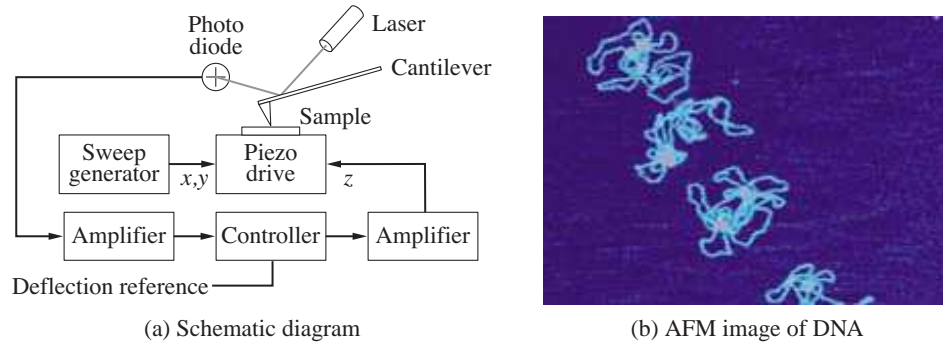 Photo
diode
Laser
Cantilever
Sample
Sweep
generator
x,y
Piezo
drive
z
Amplifier
Controller
Amplifier
Deflection reference
(a) Schematic diagram
(b) AFM image of DNA